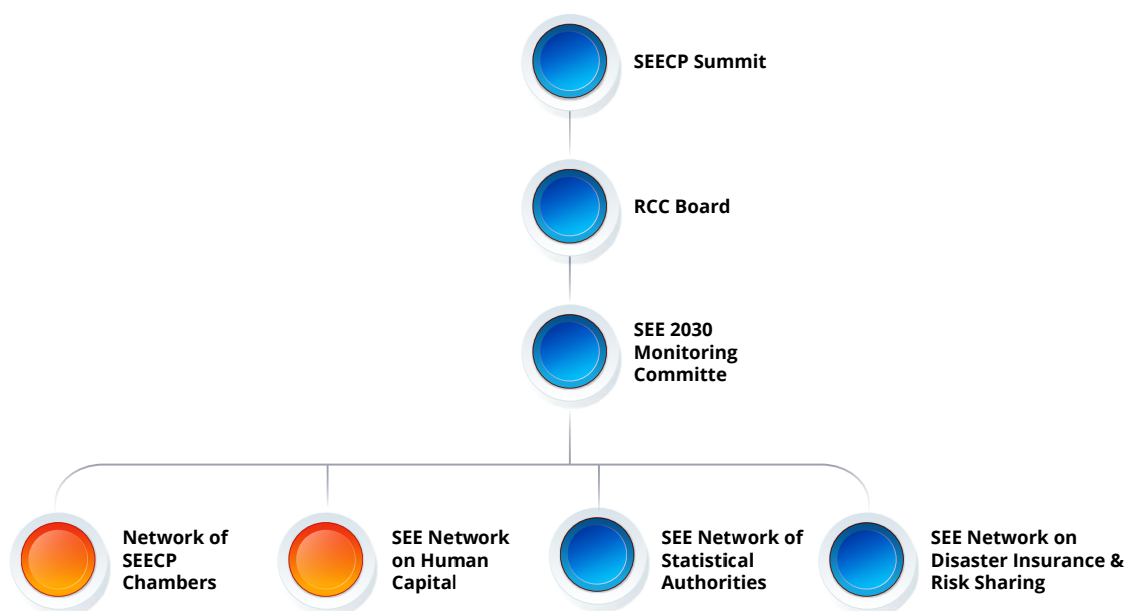 SEECP Summit
RCC Board
SEE 2030
Monitoring
Committe
Network of
SEECP
Chambers
SEE Network
on Human
Capital
SEE Network of
Statistical
Authorities
SEE Network on
Disaster Insurance &
Risk Sharing